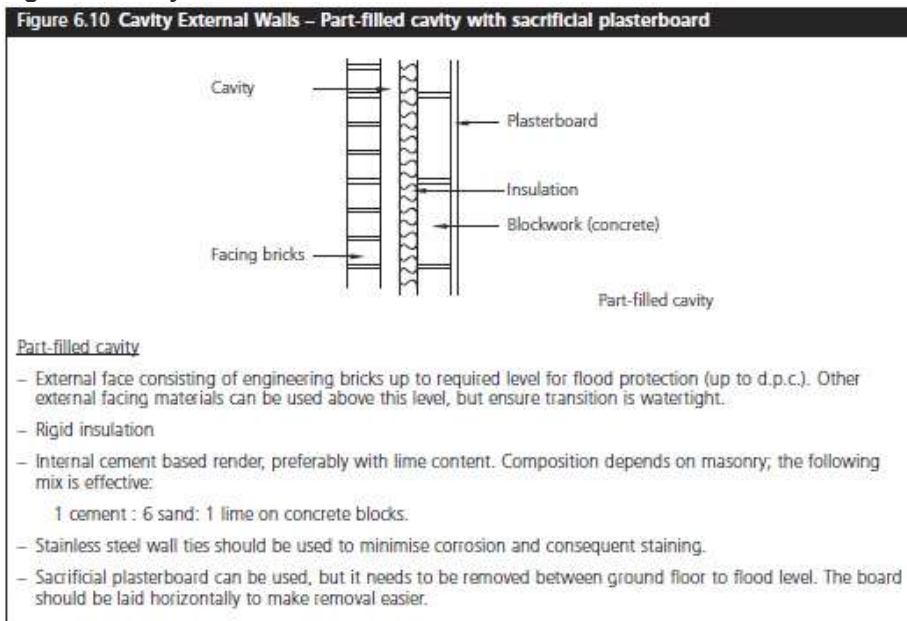 Figure 6.10 Cavity External Walls – Part-filled cavity with sacrificial plasterboard
Cavity
Plasterboard
Insulation
Blockwork (concrete)
Facing bricks
Part-filled cavity
Part-filled cavity
– External face consisting of engineering bricks up to required level for flood protection (up to d.p.c.). Other
external facing materials can be used above this level, but ensure transition is watertight.
– Rigid insulation
– Internal cement based render, preferably with lime content. Composition depends on masonry; the following
mix is effective:
1 cement : 6 sand: 1 lime on concrete blocks.
– Stainless steel wall ties should be used to minimise corrosion and consequent staining.
– Sacrificial plasterboard can be used, but it needs to be removed between ground floor to flood level. The board
should be laid horizontally to make removal easier.